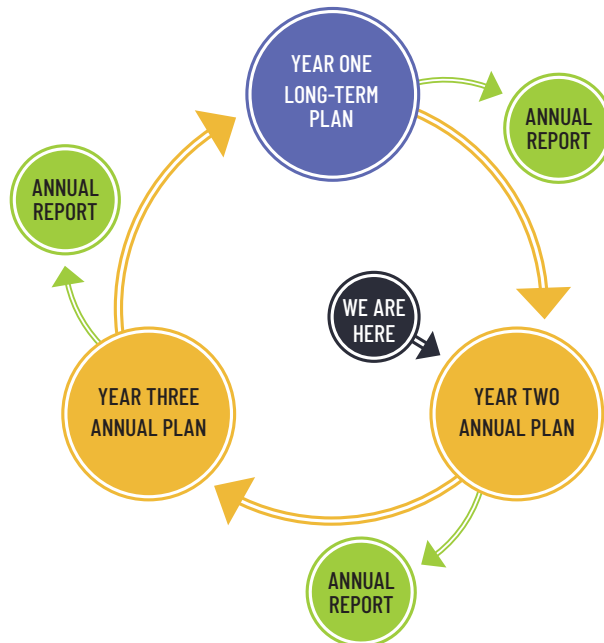 YEAR ONE
LONG-TERM
PLAN
ANNUAL
REPORT
ANNUAL
REPORT
WE ARE
HERE
YEAR THREE
ANNUAL PLAN
YEAR TWO
ANNUAL PLAN
ANNUAL
REPORT